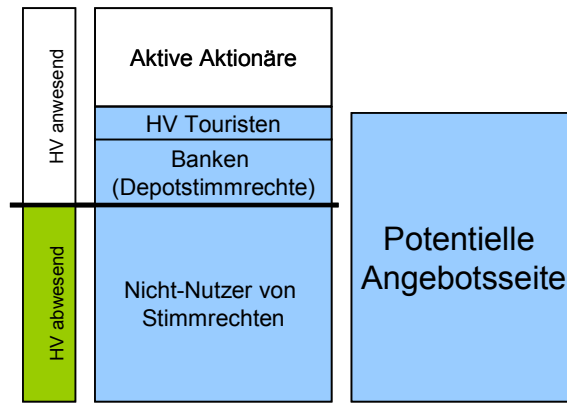 HV anwesend
HV abwesend
Aktive Aktionäre
HV Touristen
Banken
(Depotstimmrechte)
Nicht-Nutzer von
Stimmrechten
Potentielle
Angebotsseite